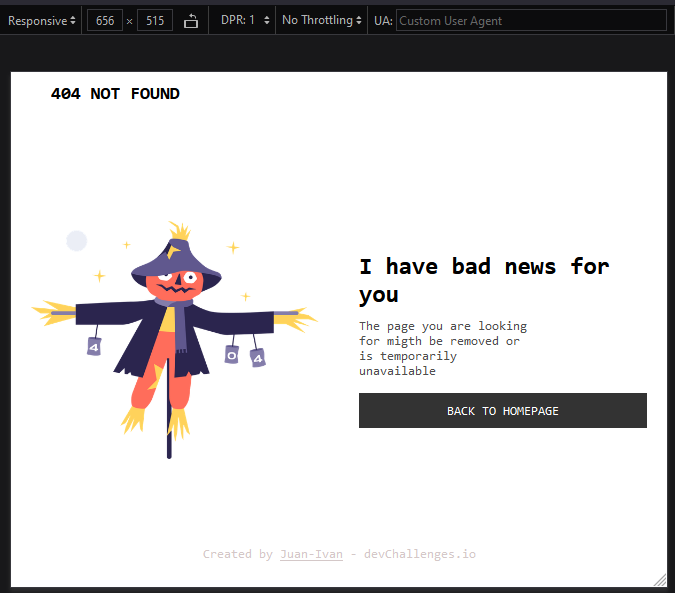 Responsive 656 × 515 DPR: 1 No Throttling UA: Custom User Agent
404 NOT FOUND
4 0 4
I have bad news for
you
The page you are looking
for migth be removed or
is temporarily
unavailable
BACK TO HOMEPAGE
Created by Juan-Ivan - devChallenges.io